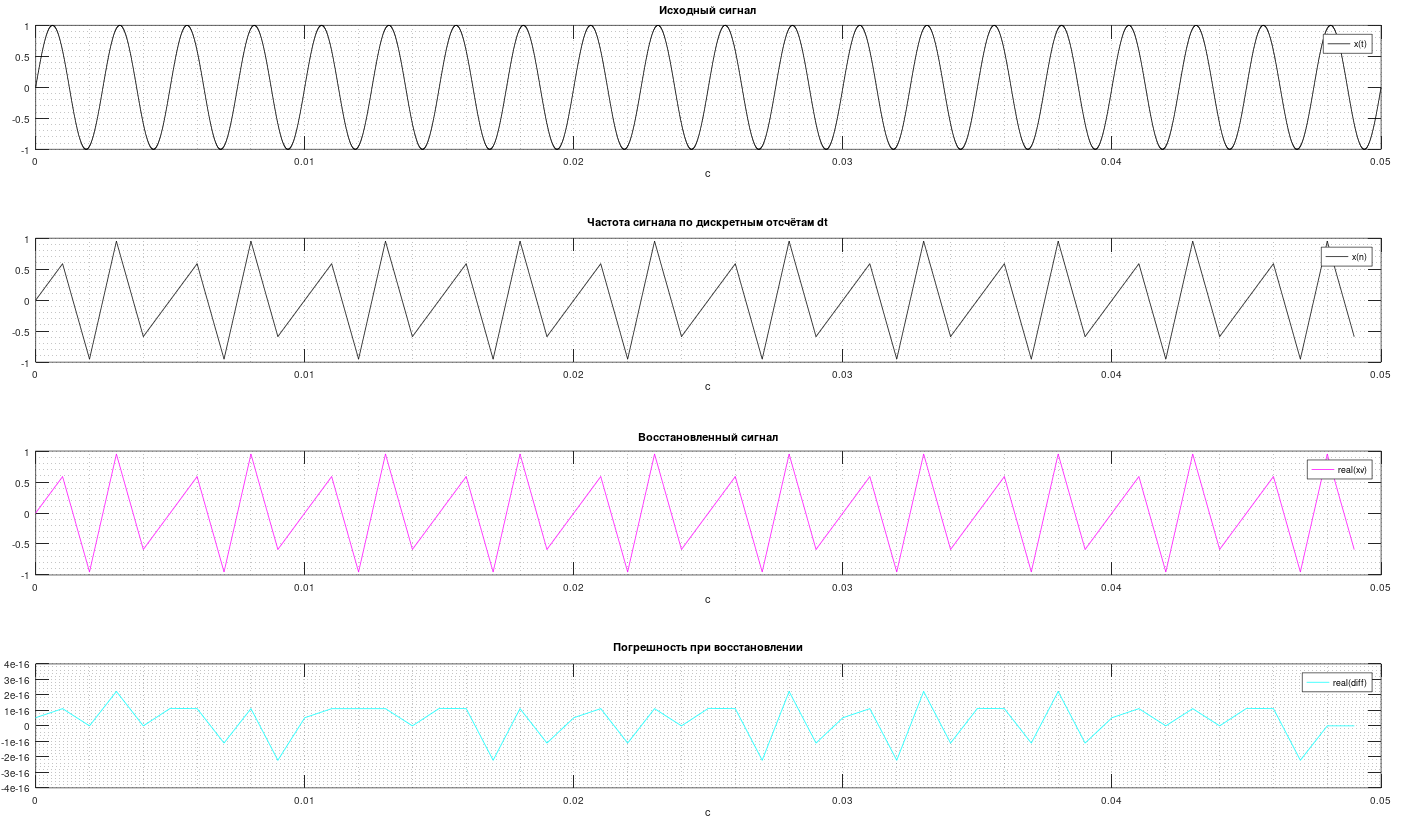 Исходный сигнал
1
0.5
0
-0.5
-1
x(t)
0 0.01 0.02 0.03 0.04 0.05
c
Частота сигнала по дискретным отсчётам dt
1
0.5
0
-0.5
-1
x(n)
0 0.01 0.02 0.03 0.04 0.05
c
Восстановленный сигнал
1
0.5
0
-0.5
-1
real(xv)
0 0.01 0.02 0.03 0.04 0.05
c
Погрешность при восстановлении
4e-16
3e-16
2e-16
1e-16
0
-1e-16
-2e-16
-3e-16
-4e-16
real(diff)
0 0.01 0.02 0.03 0.04 0.05
c